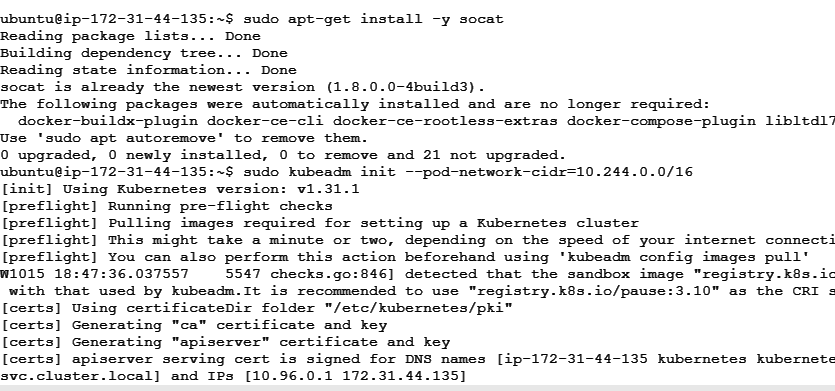 ubuntu@ip-172-31-44-135:~$ sudo apt-get install -y socat
Reading package lists... Done
Building dependency tree... Done
Reading state information... Done
socat is already the newest version (1.8.0.0-4build3).
The following packages were automatically installed and are no longer required:
  docker-buildx-plugin docker-ce-cli docker-ce-rootless-extras docker-compose-plugin libltdl7
Use 'sudo apt autoremove' to remove them.
0 upgraded, 0 newly installed, 0 to remove and 21 not upgraded.
ubuntu@ip-172-31-44-135:~$ sudo kubeadm init --pod-network-cidr=10.244.0.0/16
[init] Using Kubernetes version: v1.31.1
[preflight] Running pre-flight checks
[preflight] Pulling images required for setting up a Kubernetes cluster
[preflight] This might take a minute or two, depending on the speed of your internet connecti
[preflight] You can also perform this action beforehand using 'kubeadm config images pull'
W1015 18:47:36.037557    5547 checks.go:846] detected that the sandbox image "registry.k8s.io
 with that used by kubeadm.It is recommended to use "registry.k8s.io/pause:3.10" as the CRI s
[certs] Using certificateDir folder "/etc/kubernetes/pki"
[certs] Generating "ca" certificate and key
[certs] Generating "apiserver" certificate and key
[certs] apiserver serving cert is signed for DNS names [ip-172-31-44-135 kubernetes kubernete
svc.cluster.local] and IPs [10.96.0.1 172.31.44.135]